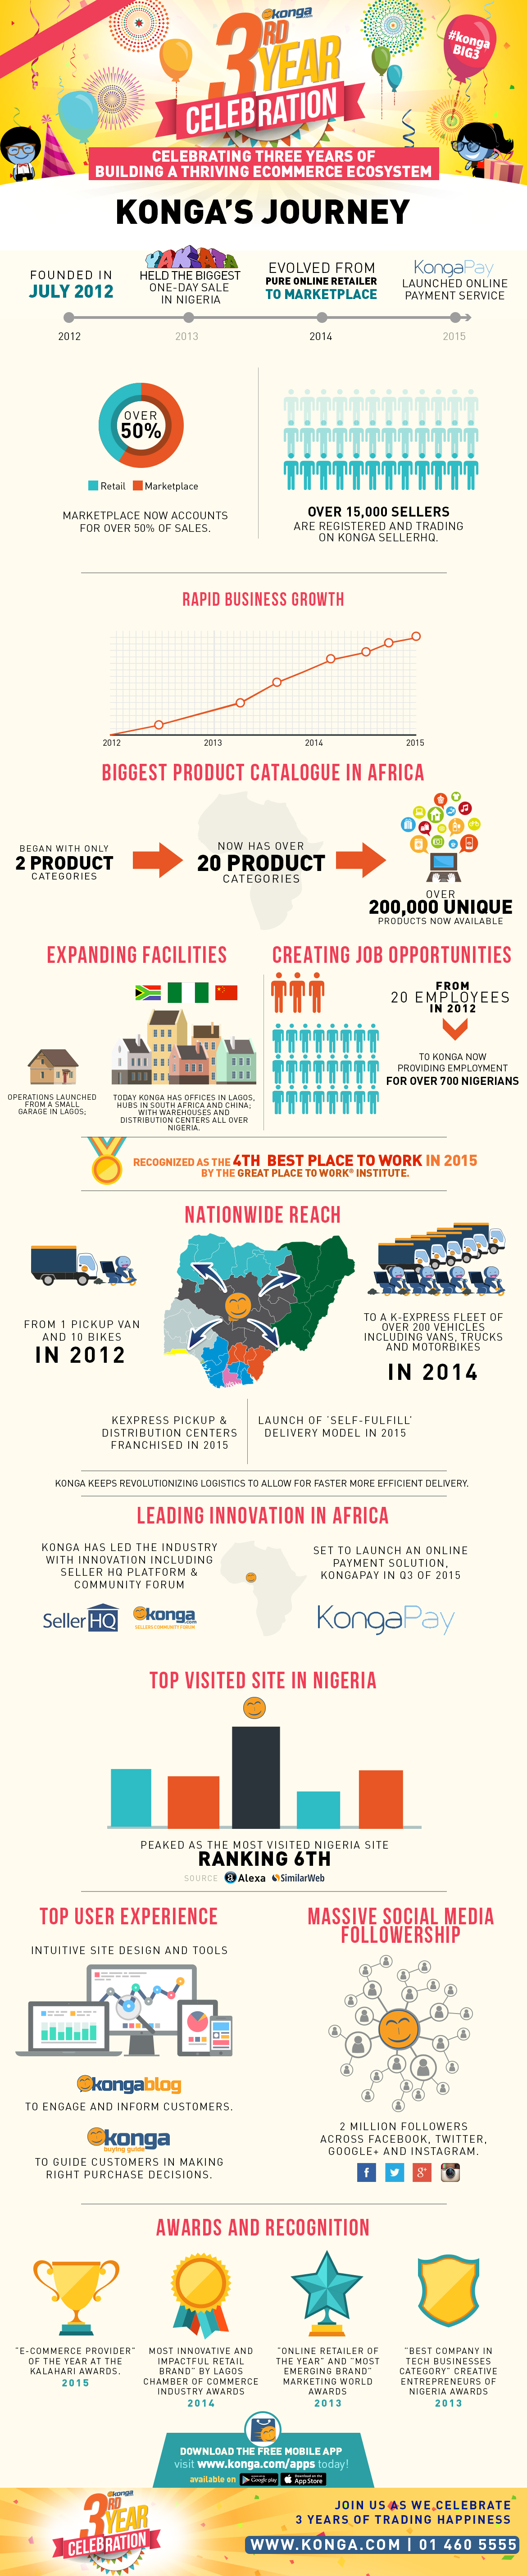 konga
3RD
YEAR
CELEBRATION
#konga
BIG3
CELEBRATING THREE YEARS OF
BUILDING A THRIVING ECOMMERCE ECOSYSTEM
KONGA'S JOURNEY
FOUNDED IN
JULY 2012
YAKATA
HELD THE BIGGEST
ONE-DAY SALE
IN NIGERIA
EVOLVED FROM
PURE ONLINE RETAILER
TO MARKETPLACE
KongaPay
LAUNCHED ONLINE
PAYMENT SERVICE
2012
2013
2014
2015
OVER
50%
Retail
Marketplace
MARKETPLACE NOW ACCOUNTS
FOR OVER 50% OF SALES.
OVER 15,000 SELLERS
ARE REGISTERED AND TRADING
ON KONGA SELLERHQ.
RAPID BUSINESS GROWTH
2012
2013
2014
2015
BIGGEST PRODUCT CATALOGUE IN AFRICA
BEGAN WITH ONLY
2 PRODUCT
CATEGORIES
NOW HAS OVER
20 PRODUCT
CATEGORIES
OVER
200,000 UNIQUE
PRODUCTS NOW AVAILABLE
EXPANDING FACILITIES
OPERATIONS LAUNCHED
FROM A SMALL
GARAGE IN LAGOS;
TODAY KONGA HAS OFFICES IN LAGOS,
HUBS IN SOUTH AFRICA AND CHINA;
WITH WAREHOUSES AND
DISTRIBUTION CENTERS ALL OVER
NIGERIA.
CREATING JOB OPPORTUNITIES
FROM
20 EMPLOYEES
IN 2012
TO KONGA NOW
PROVIDING EMPLOYMENT
FOR OVER 700 NIGERIANS
RECOGNIZED AS THE 4TH BEST PLACE TO WORK IN 2015
BY THE GREAT PLACE TO WORK® INSTITUTE.
NATIONWIDE REACH
FROM 1 PICKUP VAN
AND 10 BIKES
IN 2012
TO A K-EXPRESS FLEET OF
OVER 200 VEHICLES
INCLUDING VANS, TRUCKS
AND MOTORBIKES
IN 2014
KEXPRESS PICKUP &
DISTRIBUTION CENTERS
FRANCHISED IN 2015
LAUNCH OF 'SELF-FULFILL'
DELIVERY MODEL IN 2015
KONGA KEEPS REVOLUTIONIZING LOGISTICS TO ALLOW FOR FASTER MORE EFFICIENT DELIVERY.
LEADING INNOVATION IN AFRICA
KONGA HAS LED THE INDUSTRY
WITH INNOVATION INCLUDING
SELLER HQ PLATFORM &
COMMUNITY FORUM
SellerHQ
konga.com
SELLERS COMMUNITY FORUM
SET TO LAUNCH AN ONLINE
PAYMENT SOLUTION,
KONGAPAY IN Q3 OF 2015
KongaPay
TOP VISITED SITE IN NIGERIA
PEAKED AS THE MOST VISITED NIGERIA SITE
RANKING 6TH
SOURCE a Alexa SimilarWeb
TOP USER EXPERIENCE
INTUITIVE SITE DESIGN AND TOOLS
kongablog
TO ENGAGE AND INFORM CUSTOMERS.
konga
buying guide
TO GUIDE CUSTOMERS IN MAKING
RIGHT PURCHASE DECISIONS.
MASSIVE SOCIAL MEDIA
FOLLOWERSHIP
2 MILLION FOLLOWERS
ACROSS FACEBOOK, TWITTER,
GOOGLE+ AND INSTAGRAM.
AWARDS AND RECOGNITION
"E-COMMERCE PROVIDER"
OF THE YEAR AT THE
KALAHARI AWARDS.
2015
MOST INNOVATIVE AND
IMPACTFUL RETAIL
BRAND" BY LAGOS
CHAMBER OF COMMERCE
INDUSTRY AWARDS
2014
"ONLINE RETAILER OF
THE YEAR" AND "MOST
EMERGING BRAND"
MARKETING WORLD
AWARDS
2013
"BEST COMPANY IN
TECH BUSINESSES
CATEGORY" CREATIVE
ENTREPRENEURS OF
NIGERIA AWARDS
2013
DOWNLOAD THE FREE MOBILE APP
visit www.konga.com/apps today!
available on Google play App Store
konga
3RD
YEAR
CELEBRATION
JOIN US AS WE CELEBRATE
3 YEARS OF TRADING HAPPINESS
WWW.KONGA.COM | 01 460 5555